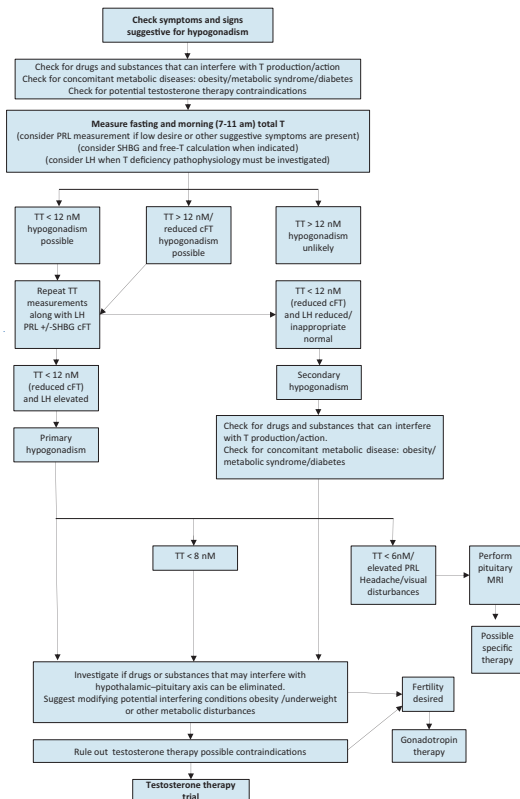 Check symptoms and signs
suggestive for hypogonadism
Check for drugs and substances that can interfere with T production/action
Check for concomitant metabolic diseases: obesity/metabolic syndrome/diabetes
Check for potential testosterone therapy contraindications
Measure fasting and morning (7-11 am) total T
(consider PRL measurement if low desire or other suggestive symptoms are present)
(consider SHBG and free-T calculation when indicated)
(consider LH when T deficiency pathophysiology must be investigated)
TT < 12 nM
hypogonadism
possible
TT > 12 nM/
reduced cFT
hypogonadism
possible
TT > 12 nM
hypogonadism
unlikely
Repeat TT
measurements
along with LH
PRL +/-SHBG cFT
TT < 12 nM
(reduced cFT)
and LH reduced/
inappropriate
normal
TT < 12 nM
(reduced cFT)
and LH elevated
Secondary
hypogonadism
Primary
hypogonadism
Check for drugs and substances that can interfere
with T production/action.
Check for concomitant metabolic disease: obesity/
metabolic syndrome/diabetes
TT < 8 nM
TT < 6nM/
elevated PRL
Headache/visual
disturbances
Perform
pituitary
MRI
Possible
specific
therapy
Investigate if drugs or substances that may interfere with
hypothalamic–pituitary axis can be eliminated.
Suggest modifying potential interfering conditions obesity /underweight
or other metabolic disturbances
Fertility
desired
Gonadotropin
therapy
Rule out testosterone therapy possible contraindications
Testosterone therapy
trial